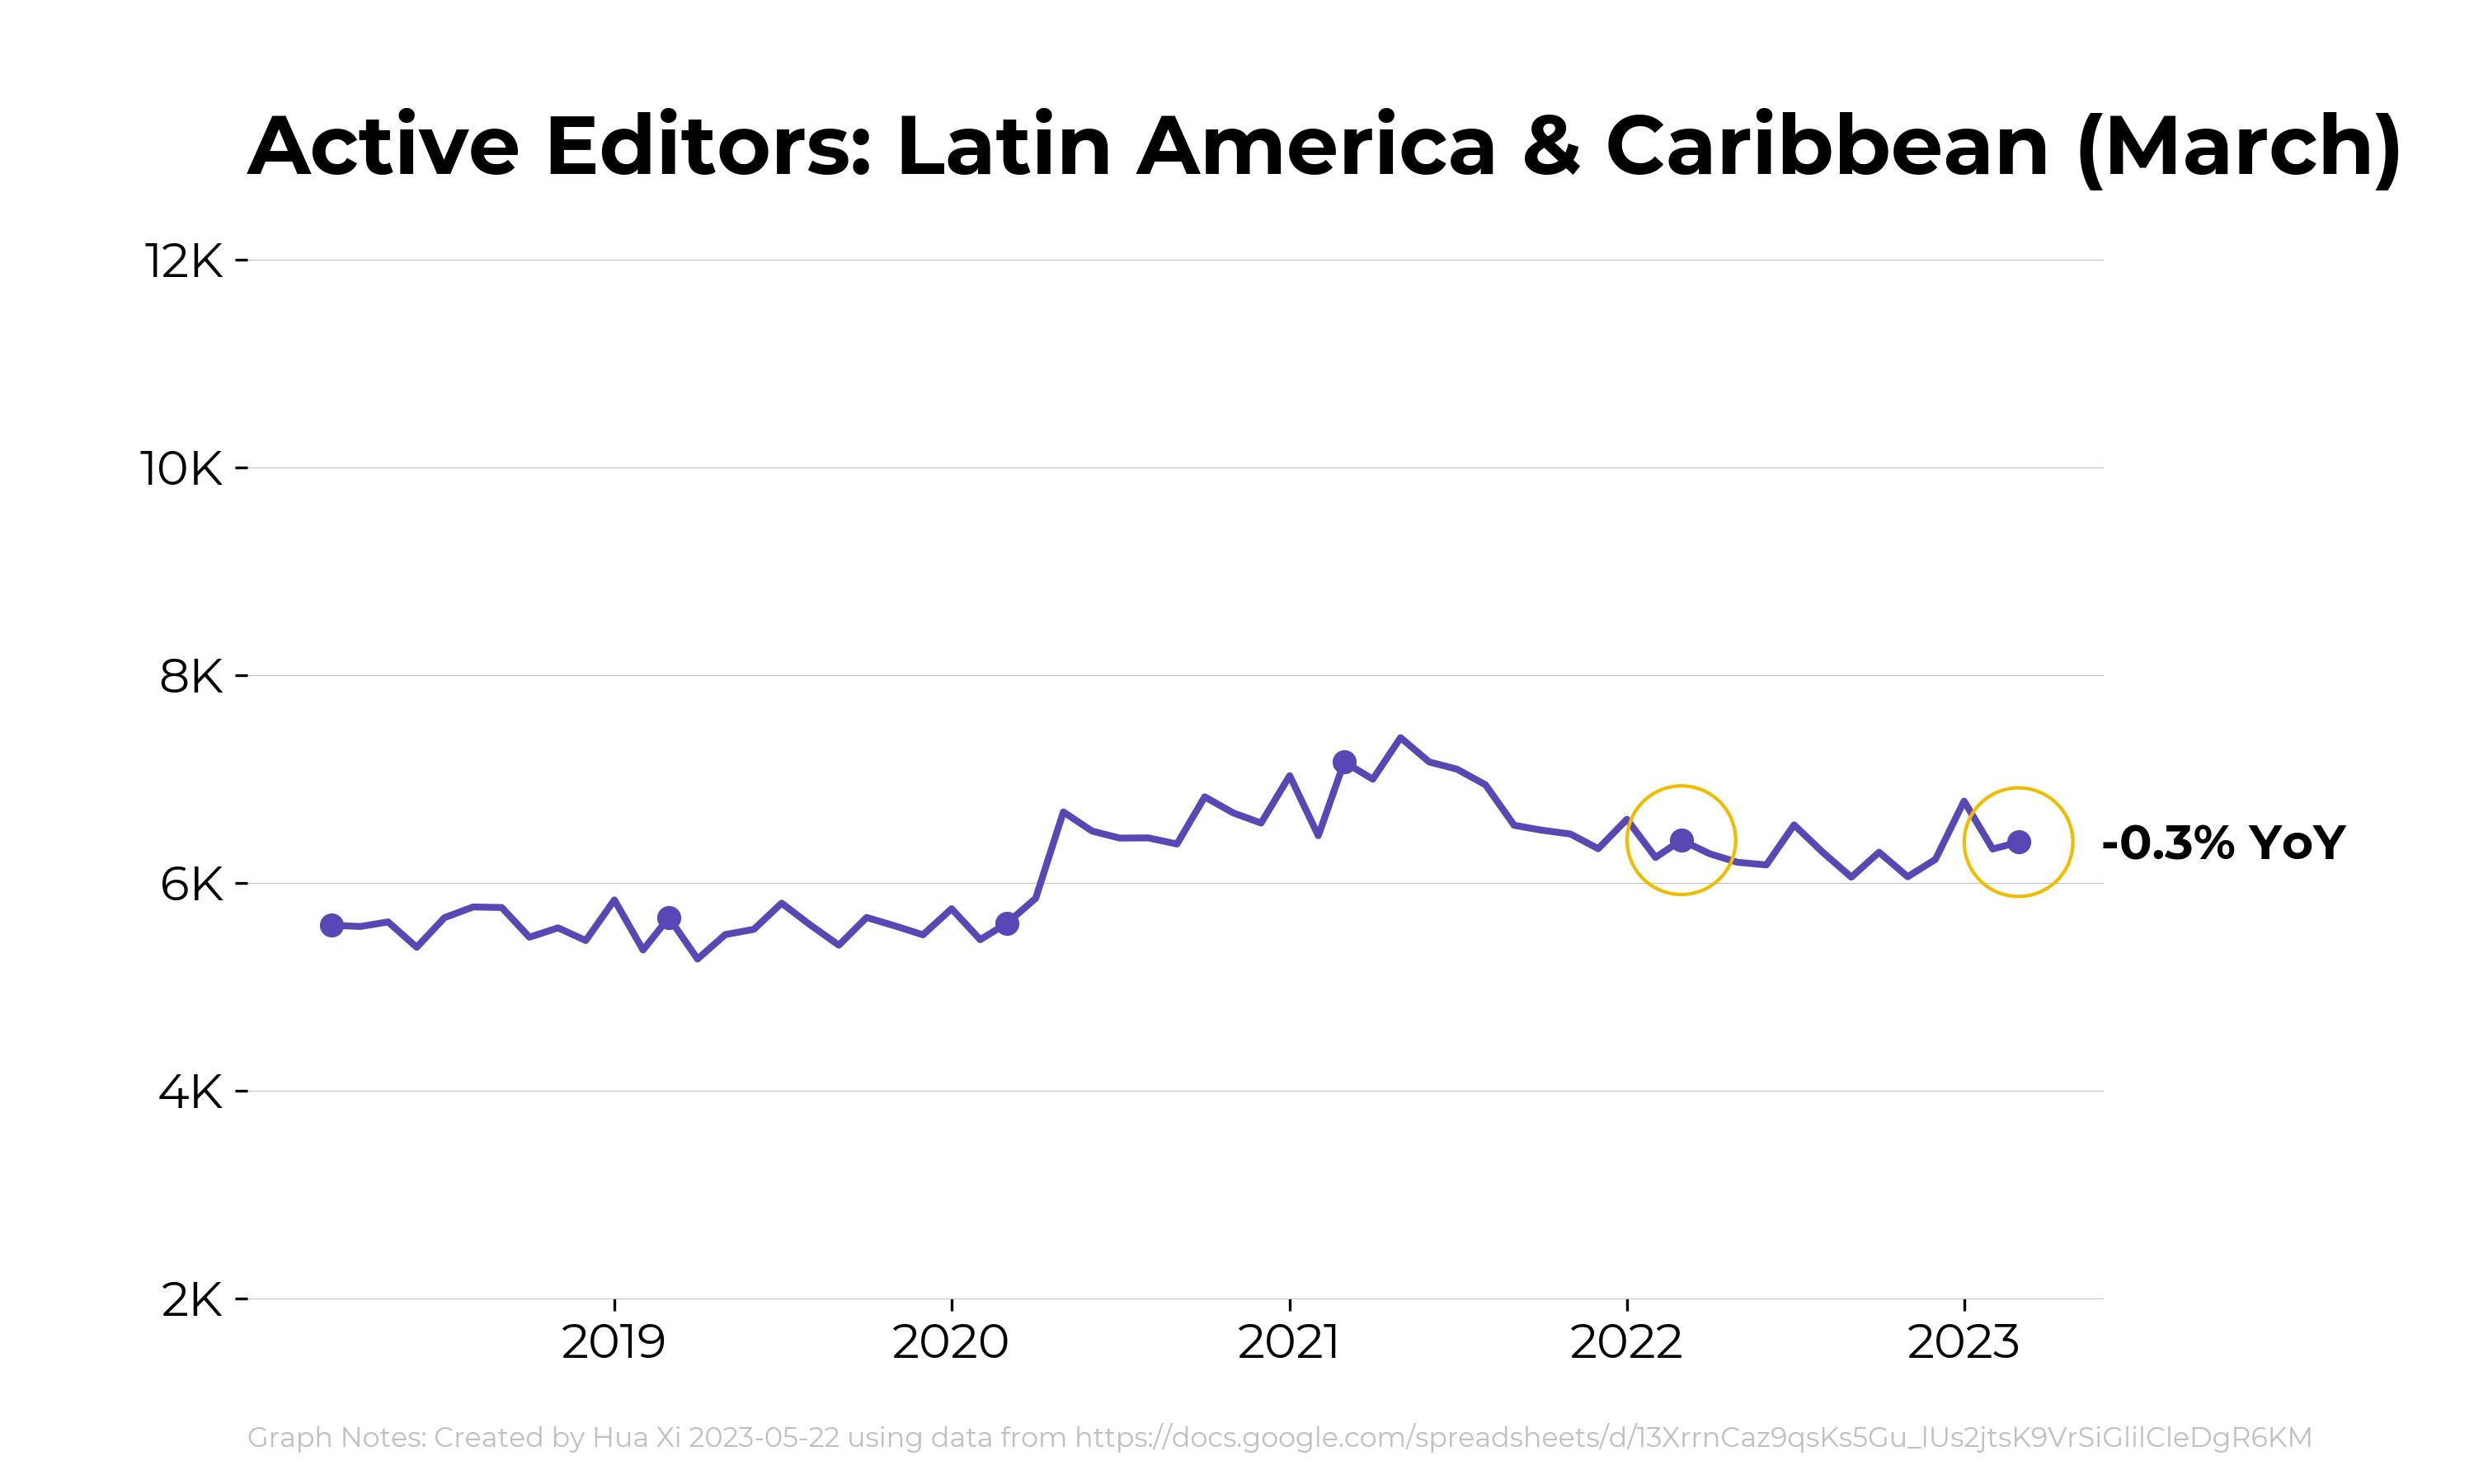 Active Editors: Latin America & Caribbean (March)
12K
10K
8K
6K
4K
2K
-0.3% YoY
2019 2020 2021 2022 2023
Graph Notes: Created by Hua Xi 2023-05-22 using data from https://docs.google.com/spreadsheets/d/13XrrnCaz9qsKs5Gu_lUs2jtsK9VrSiGlilCleDgR6KM